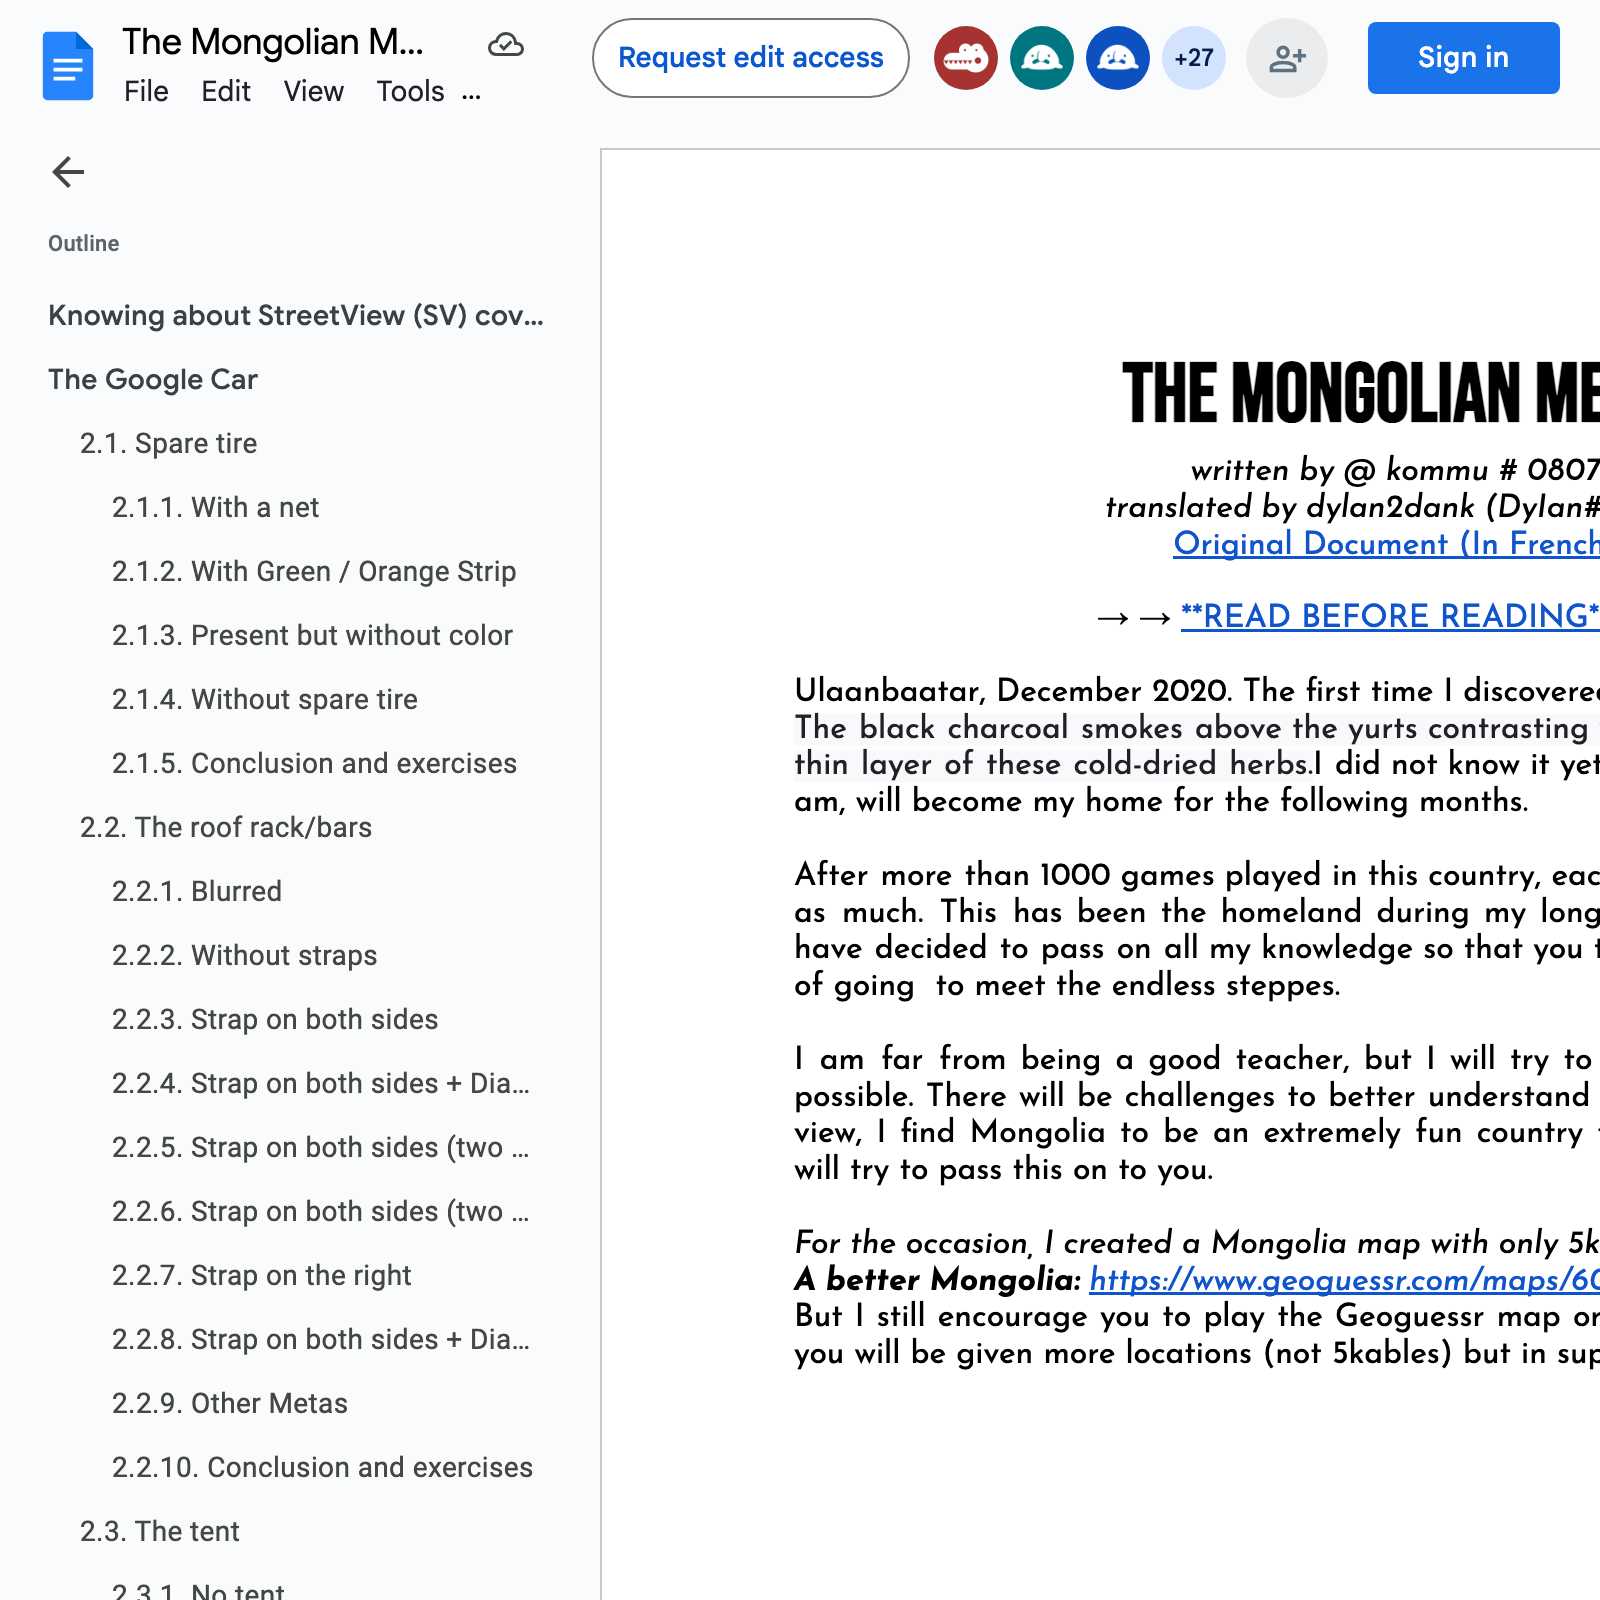 The Mongolian M...
File Edit View Tools ...
Request edit access
+27
Sign in
Outline
Knowing about StreetView (SV) cov...
The Google Car
2.1. Spare tire
2.1.1. With a net
2.1.2. With Green / Orange Strip
2.1.3. Present but without color
2.1.4. Without spare tire
2.1.5. Conclusion and exercises
2.2. The roof rack/bars
2.2.1. Blurred
2.2.2. Without straps
2.2.3. Strap on both sides
2.2.4. Strap on both sides + Dia...
2.2.5. Strap on both sides (two ...
2.2.6. Strap on both sides (two ...
2.2.7. Strap on the right
2.2.8. Strap on both sides + Dia...
2.2.9. Other Metas
2.2.10. Conclusion and exercises
2.3. The tent
2.3.1. No tent
THE MONGOLIAN ME
written by @ kommu # 0807
translated by dylan2dank (Dylan#
Original Document (In French
→→ **READ BEFORE READING*
Ulaanbaatar, December 2020. The first time I discovered
The black charcoal smokes above the yurts contrasting
thin layer of these cold-dried herbs.I did not know it yet
am, will become my home for the following months.
After more than 1000 games played in this country, eac
as much. This has been the homeland during my long
have decided to pass on all my knowledge so that you t
of going  to meet the endless steppes.
I am far from being a good teacher, but I will try to
possible. There will be challenges to better understand
view, I find Mongolia to be an extremely fun country
will try to pass this on to you.
For the occasion, I created a Mongolia map with only 5k
A better Mongolia: https://www.geoguessr.com/maps/60
But I still encourage you to play the Geoguessr map or
you will be given more locations (not 5kables) but in sup